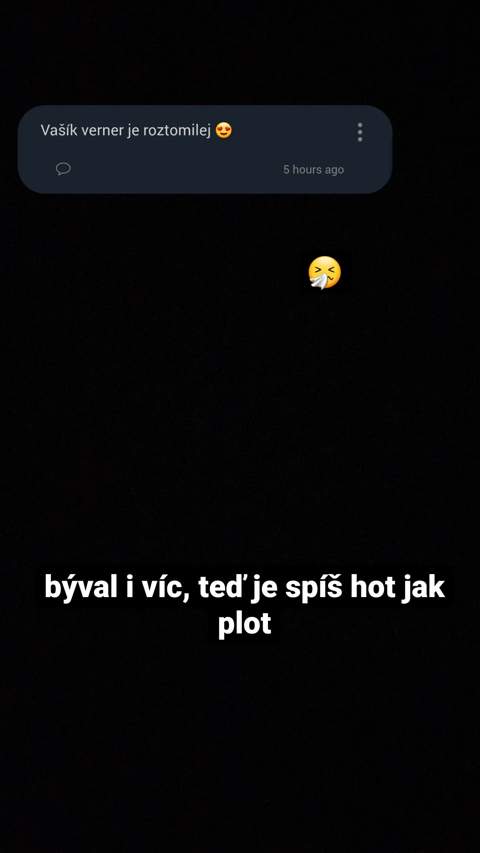 Vašík verner je roztomilej 😍
5 hours ago
býval i víc, teď je spíš hot jak
plot